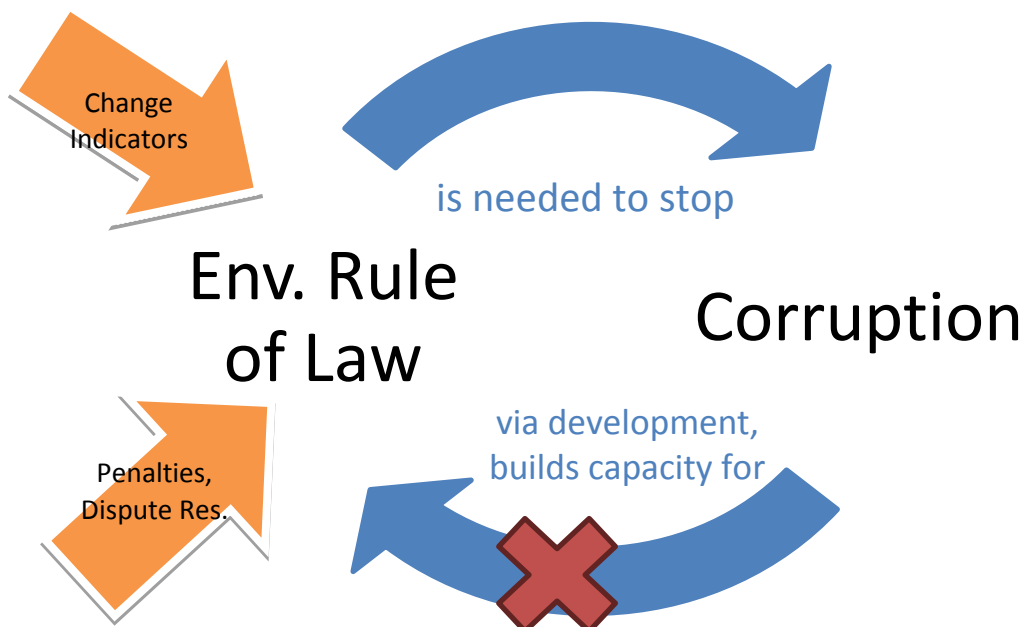 Change
Indicators
is needed to stop
Env. Rule
of Law
Corruption
via development,
builds capacity for
Penalties,
Dispute Res.